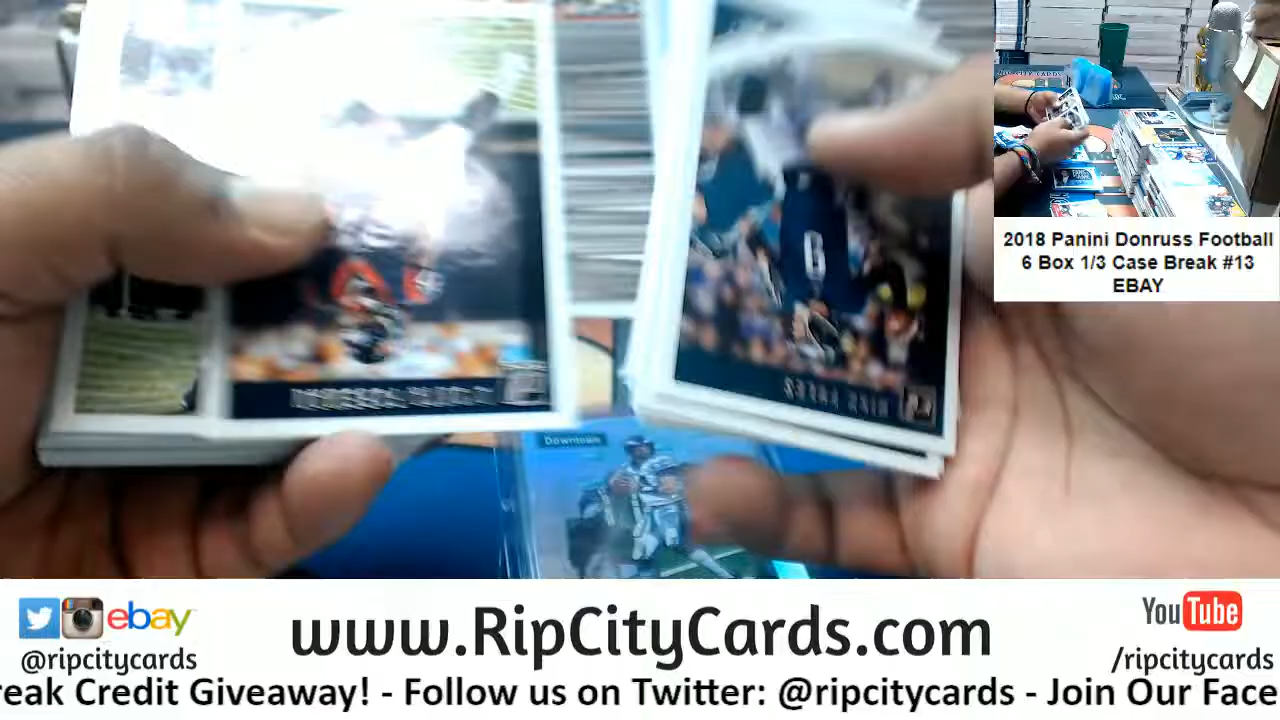 Downtown
2018 Panini Donruss Football
6 Box 1/3 Case Break #13
EBAY
ebay
@ripcitycards
www.RipCityCards.com
YouTube
/ripcitycards
reak Credit Giveaway! - Follow us on Twitter: @ripcitycards - Join Our Face